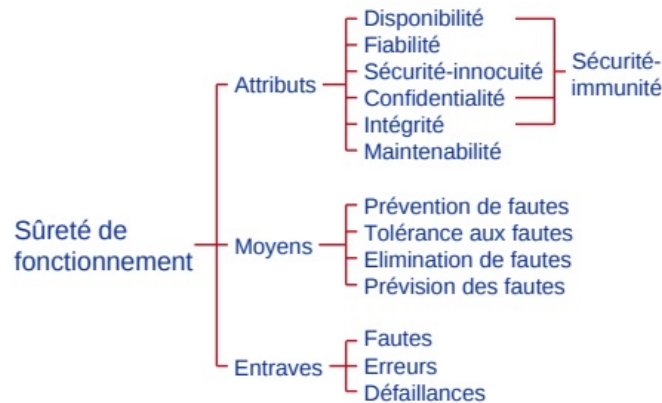 Sûreté de
fonctionnement
Attributs
Disponibilité
Fiabilité
Sécurité-innocuité
Confidentialité
Intégrité
Maintenabilité
Sécurité-
immunité
Moyens
Prévention de fautes
Tolérance aux fautes
Elimination de fautes
Prévision des fautes
Entraves
Fautes
Erreurs
Défaillances